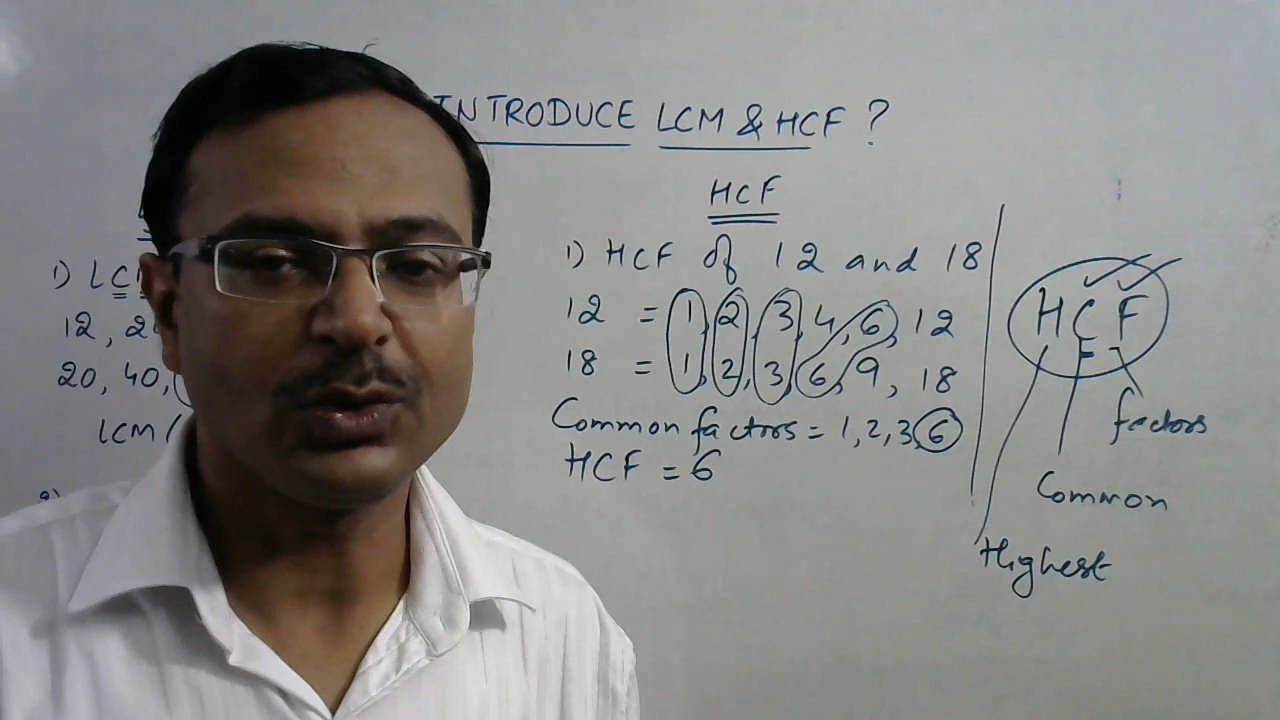 INTRODUCE LCM & HCF ?
1) LC
12, 2
20, 40, (
LCM (
HCF
1) HCF of 12 and 18
12 = 1, 2, 3, 4, 6, 12
18 = 1, 2, 3, 6, 9, 18
Common factors = 1, 2, 3, 6
HCF = 6
HCF
factors
Common
Highest